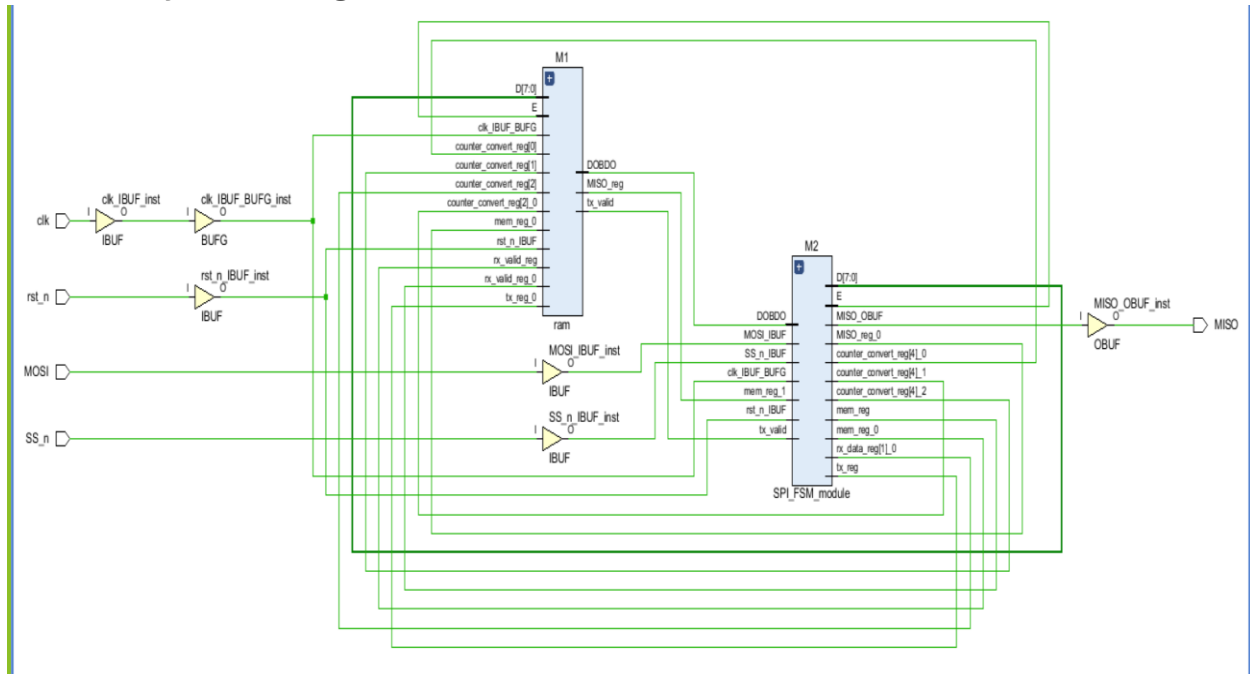 M1
D[7:0]
E
clk_IBUF_BUFG
counter_convert_reg[0]
counter_convert_reg[1]
counter_convert_reg[2]
counter_convert_reg[2]_0
mem_reg_0
rst_n_IBUF
rx_valid_reg
rx_valid_reg_0
tx_reg_0
DOBDO
MISO_reg
tx_valid
ram
clk
clk_IBUF_inst
I
O
IBUF
clk_IBUF_BUFG_inst
I
O
BUFG
rst_n
rst_n_IBUF_inst
I
O
IBUF
MOSI
MOSI_IBUF_inst
I
O
IBUF
SS_n
SS_n_IBUF_inst
I
O
IBUF
M2
DOBDO
MOSI_IBUF
SS_n_IBUF
clk_IBUF_BUFG
mem_reg_1
rst_n_IBUF
tx_valid
D[7:0]
E
MISO_OBUF
MISO_reg_0
counter_convert_reg[4]_0
counter_convert_reg[4]_1
counter_convert_reg[4]_2
mem_reg
mem_reg_0
rx_data_reg[1]_0
tx_reg
SPI_FSM_module
MISO_OBUF_inst
I
O
OBUF
MISO